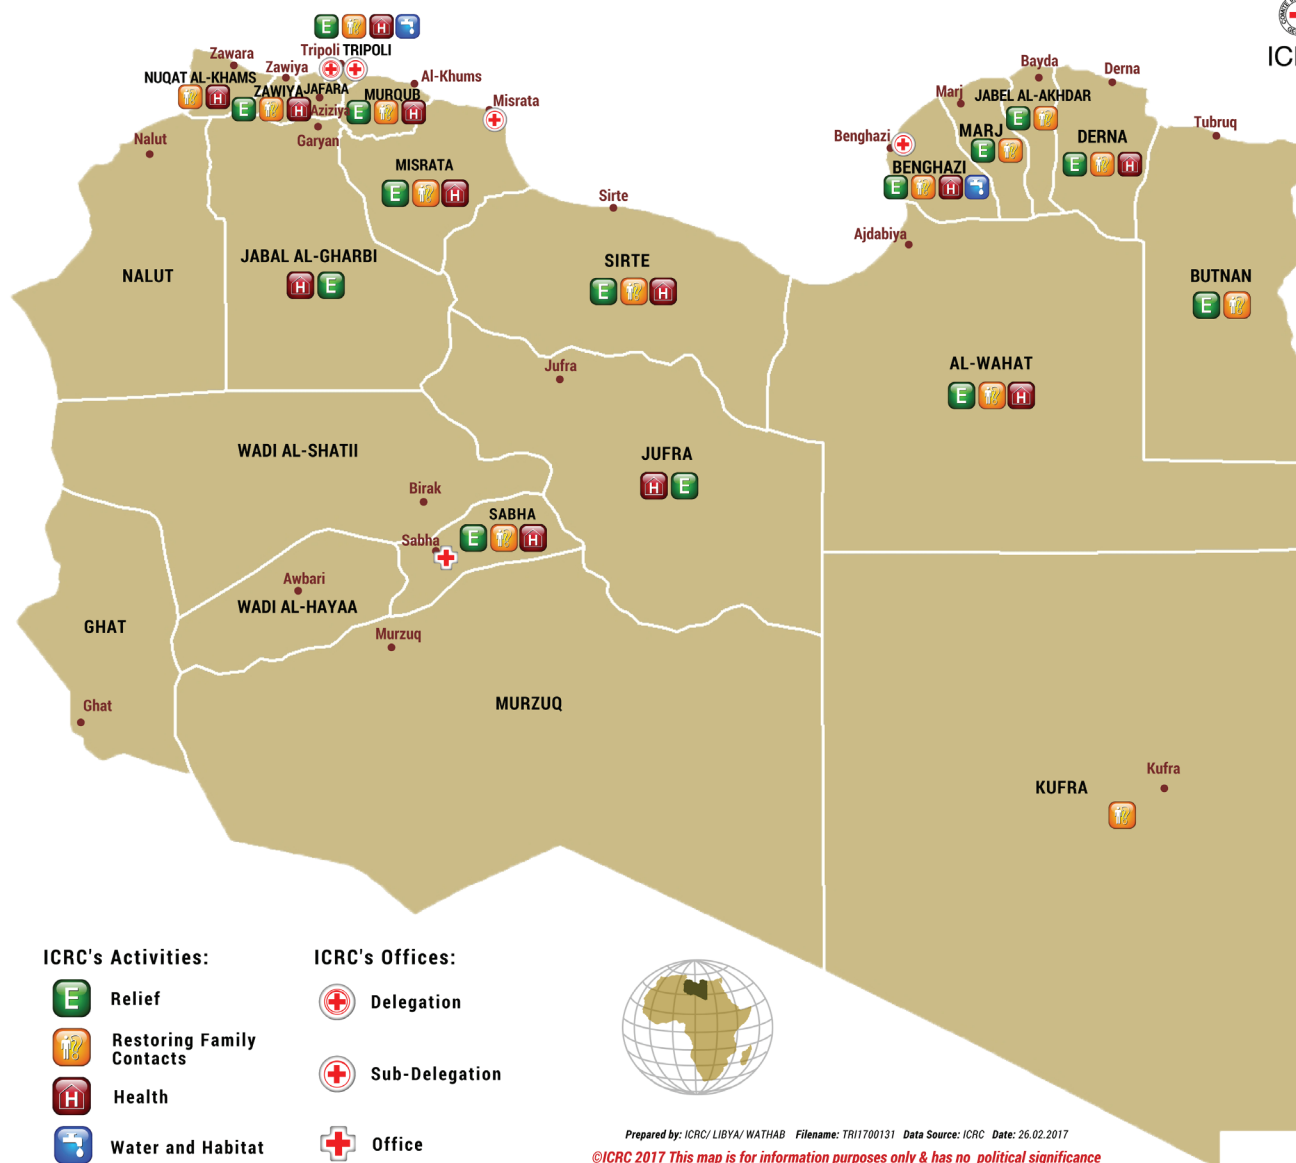 Zawara
Tripoli TRIPOLI
Zawiya
Al-Khums
NUQAT AL-KHAMS
ZAWIYA
JAFARA
MURQUB
Aziziya
Misrata
Garyan
Nalut
MISRATA
Bayda
Derna
Marj
JABEL AL-AKHDAR
Tubruq
Benghazi
MARJ
DERNA
BENGHAZI
Sirte
Ajdabiya
JABAL AL-GHARBI
SIRTE
NALUT
BUTNAN
Jufra
AL-WAHAT
WADI AL-SHATII
JUFRA
Birak
SABHA
Sabha
Awbari
WADI AL-HAYAA
GHAT
Murzuq
Ghat
MURZUQ
Kufra
KUFRA
ICRC's Activities:
E Relief
Restoring Family
Contacts
H Health
Water and Habitat
ICRC's Offices:
Delegation
Sub-Delegation
Office
Prepared by: ICRC/ LIBYA/ WATHAB Filename: TRI1700131 Data Source: ICRC Date: 26.02.2017
©ICRC 2017 This map is for information purposes only & has no political significance